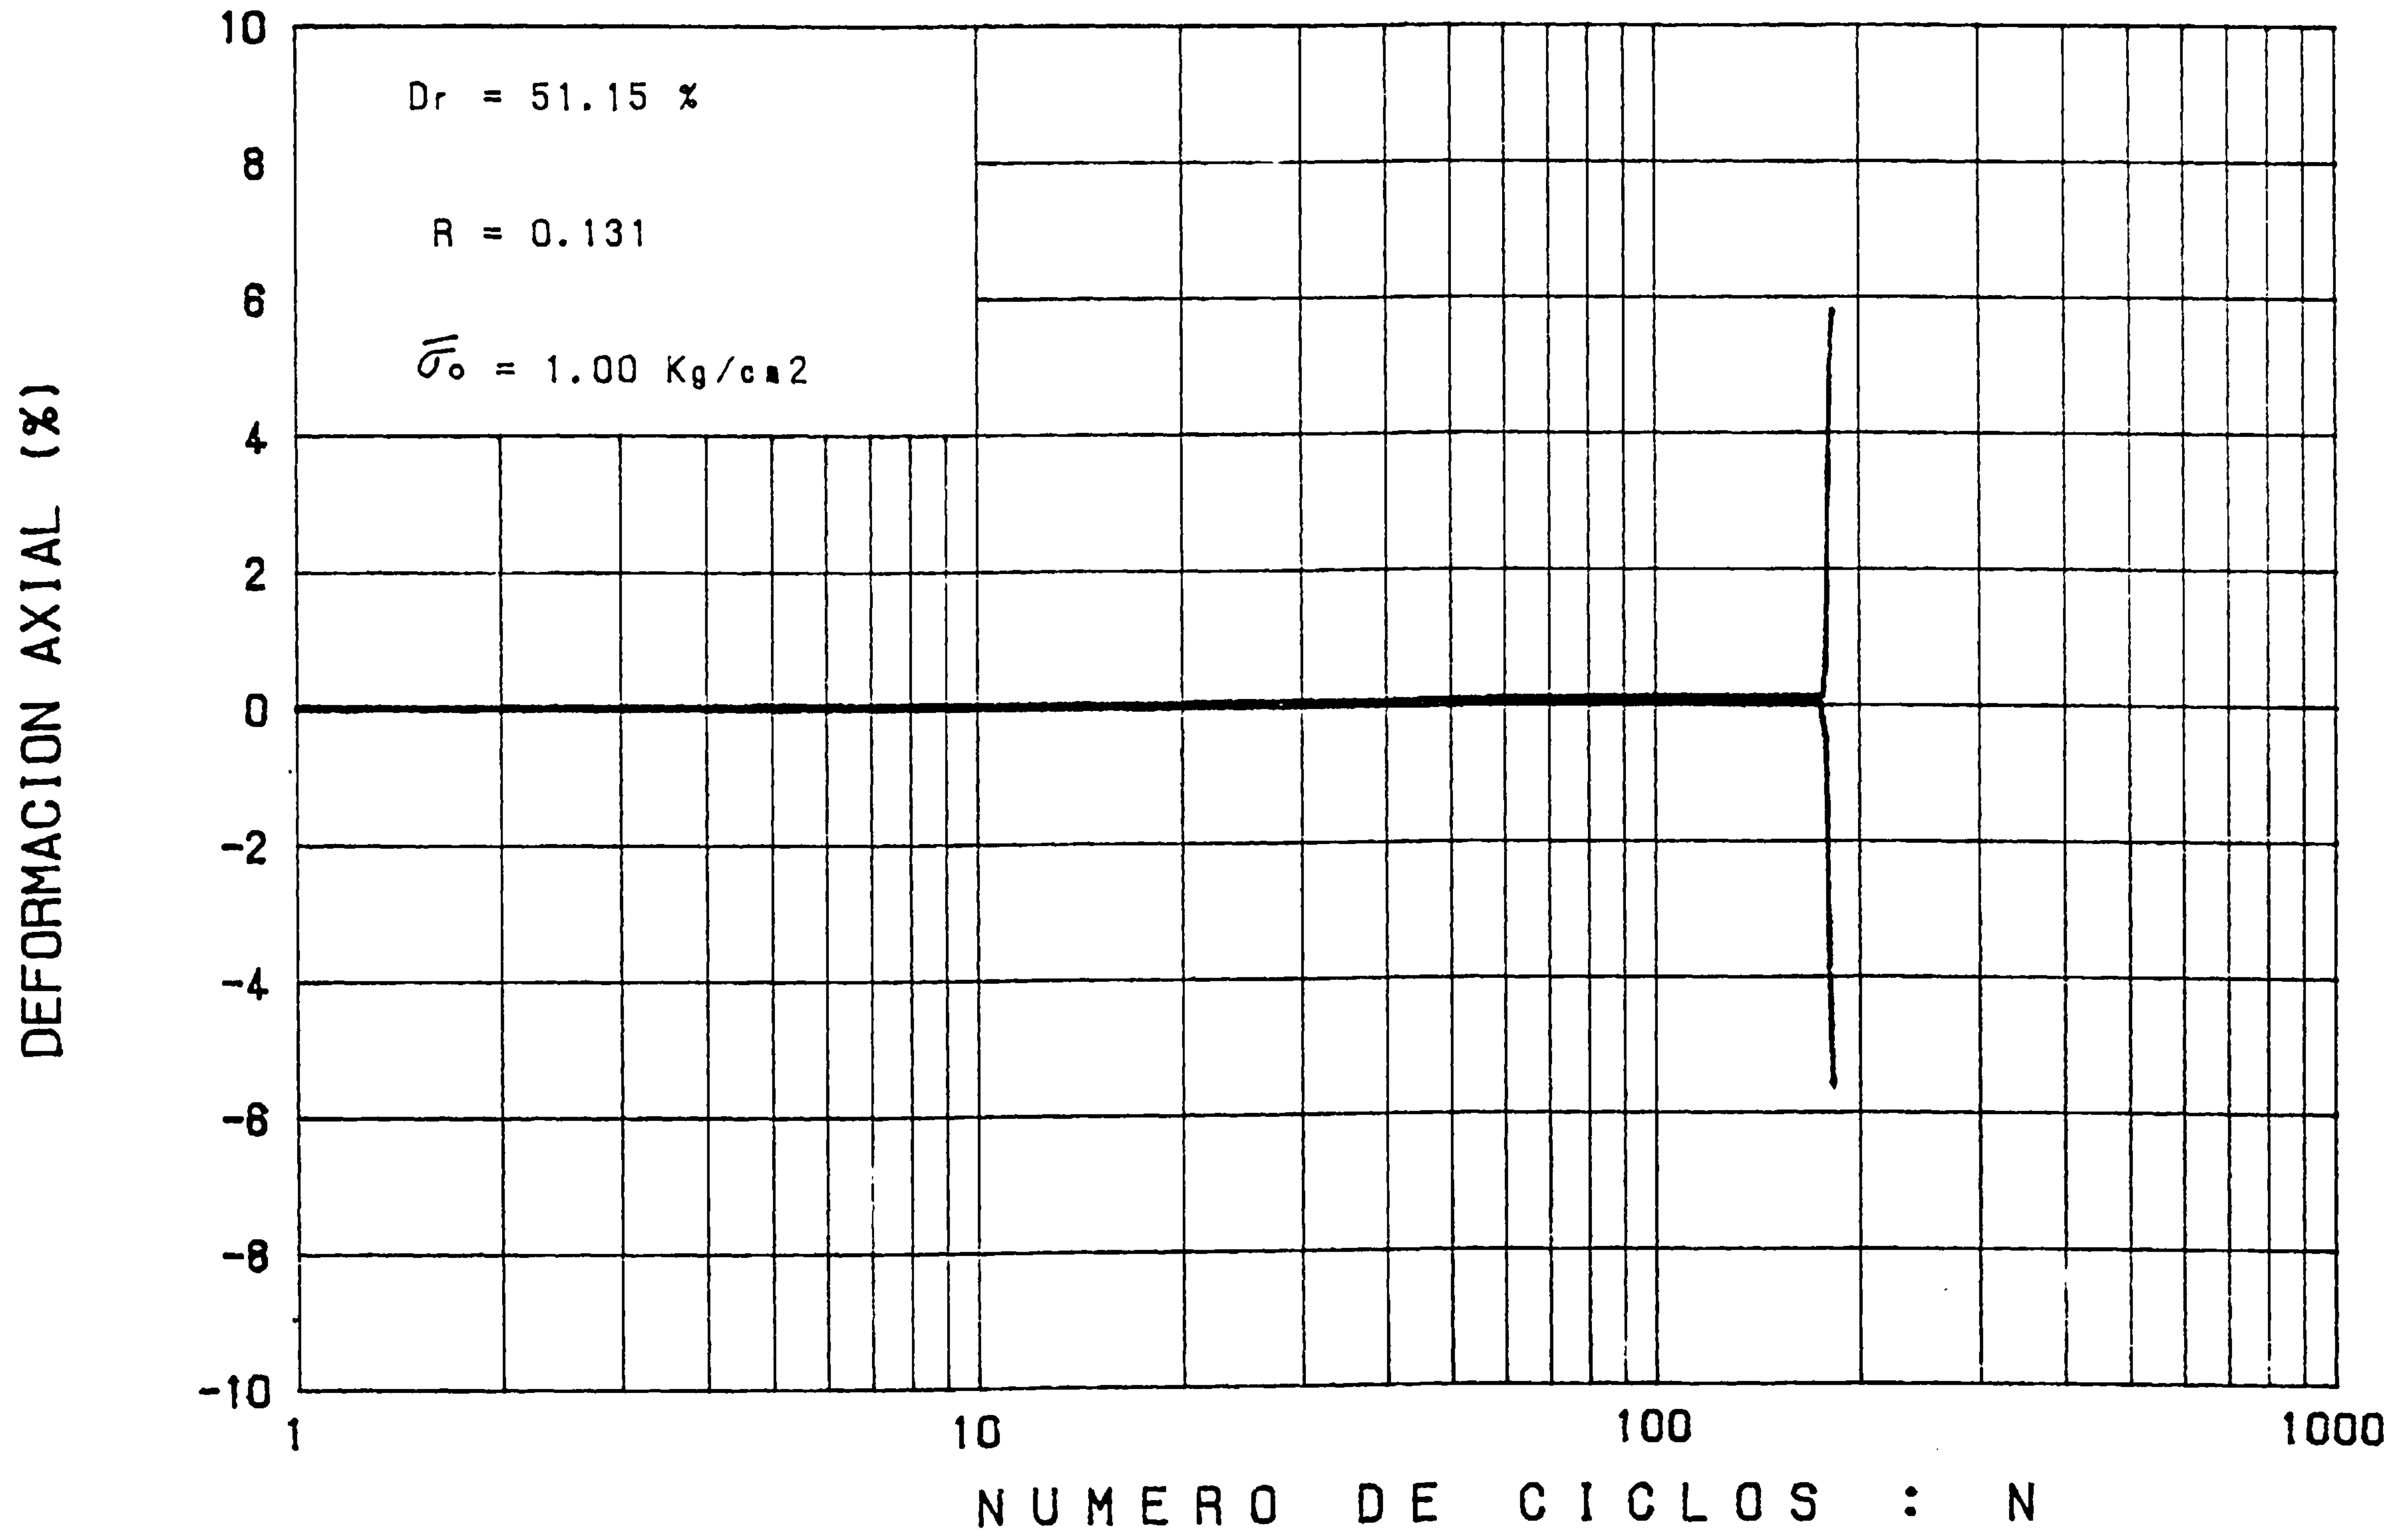 10
Dr = 51.15 %
8
R = 0.131
6
σ̅o = 1.00 Kg/cm2
4
2
0
-2
-4
-6
-8
-10
DEFORMACION AXIAL (%)
1 10 100 1000
NUMERO DE CICLOS : N